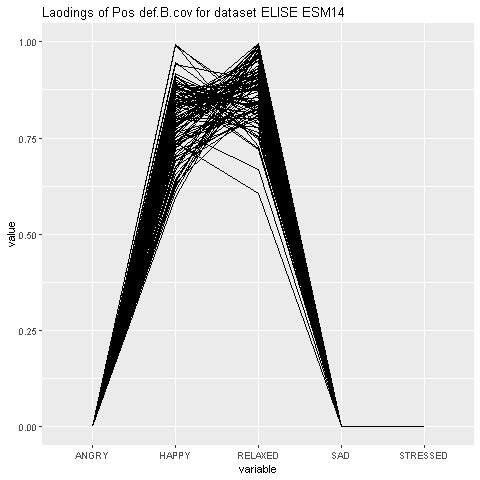 Laodings of Pos def.B.cov for dataset ELISE ESM14
1.00
0.75
0.50
0.25
0.00
value
ANGRY HAPPY RELAXED SAD STRESSED
variable